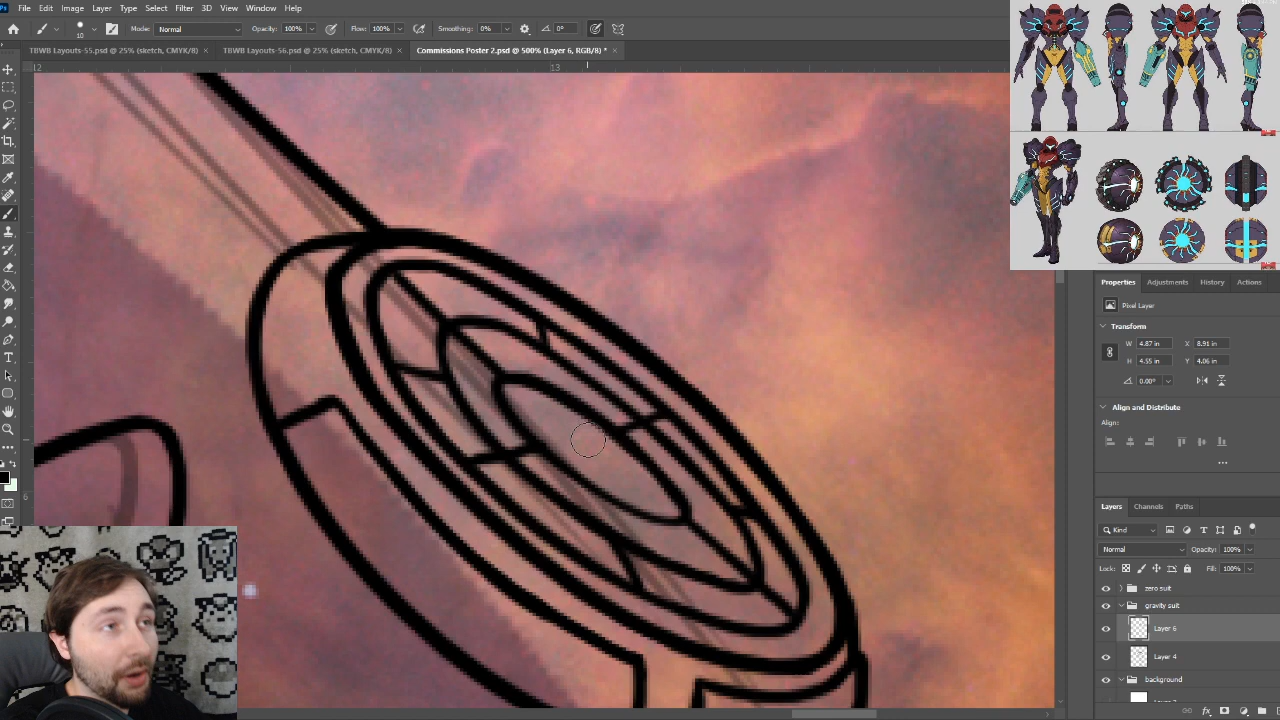 File Edit Image Layer Type Select Filter 3D View Window Help
10 Mode: Normal Opacity: 100% Flow: 100% Smoothing: 0% 0°
TBWB Layouts-55.psd @ 25% (sketch, CMYK/8) × TBWB Layouts-56.psd @ 25% (sketch, CMYK/8) × Commissions Poster 2.psd @ 500% (Layer 6, RGB/8) * ×
12 13
6
Properties Adjustments History Actions
Pixel Layer
Transform
W 4.87" X 8.91"
H 4.55" Y 4.06"
0.00°
Align and Distribute
Align:
...
Layers Channels Paths
Kind
Normal Opacity: 100%
Lock: Fill: 100%
zero suit
gravity suit
Layer 6
Layer 4
background
fx